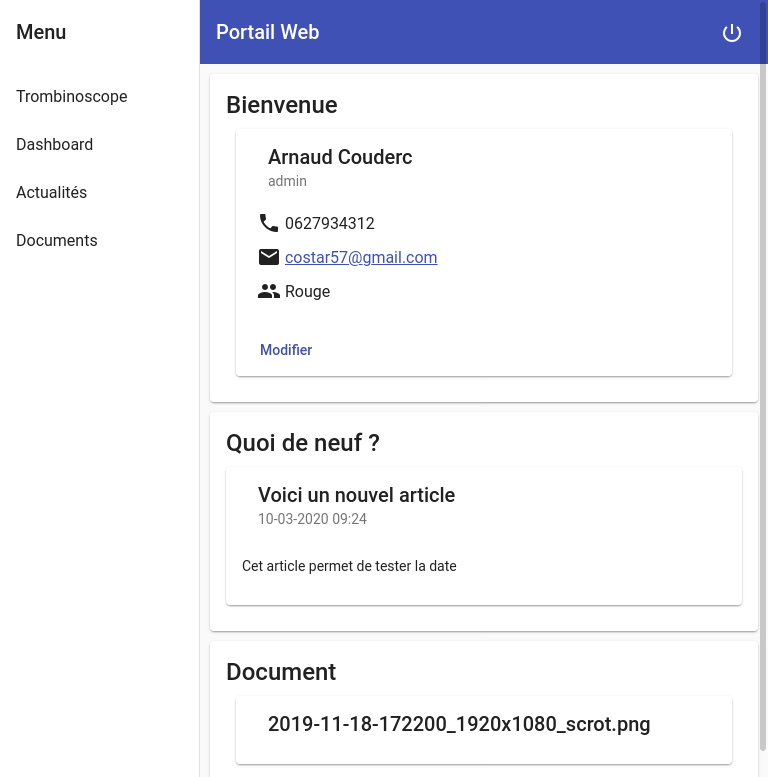 Menu
Trombinoscope
Dashboard
Actualités
Documents
Portail Web
Bienvenue
Arnaud Couderc
admin
0627934312
costar57@gmail.com
Rouge
Modifier
Quoi de neuf ?
Voici un nouvel article
10-03-2020 09:24
Cet article permet de tester la date
Document
2019-11-18-172200_1920x1080_scrot.png